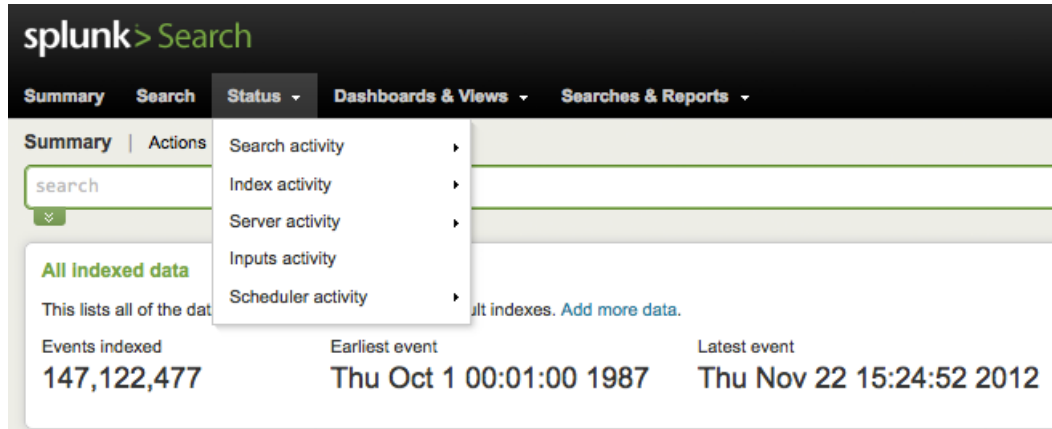 splunk> Search
Summary Search Status Dashboards & Views Searches & Reports
Summary | Actions
search
Search activity
Index activity
Server activity
Inputs activity
Scheduler activity
All indexed data
This lists all of the dat ult indexes. Add more data.
Events indexed Earliest event Latest event
147,122,477 Thu Oct 1 00:01:00 1987 Thu Nov 22 15:24:52 2012